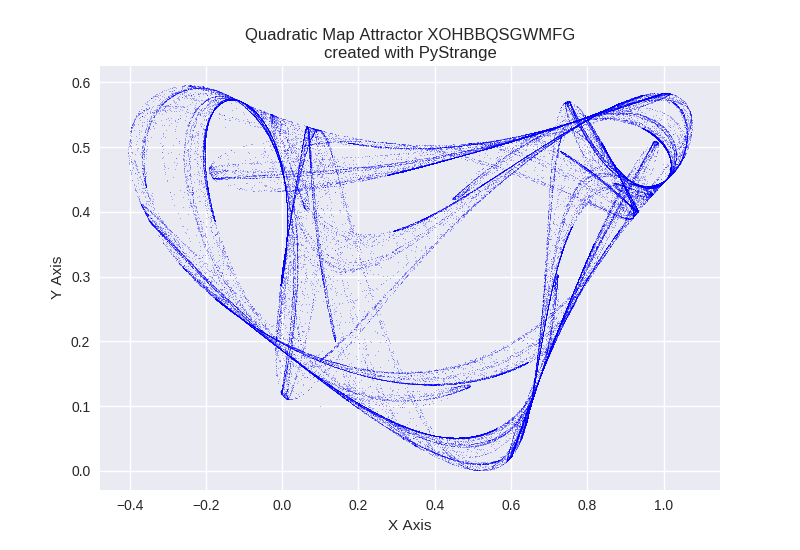 Quadratic Map Attractor XOHBBQSGWMFG
created with PyStrange
0.6
0.5
0.4
0.3
0.2
0.1
0.0
Y Axis
−0.4 −0.2 0.0 0.2 0.4 0.6 0.8 1.0
X Axis